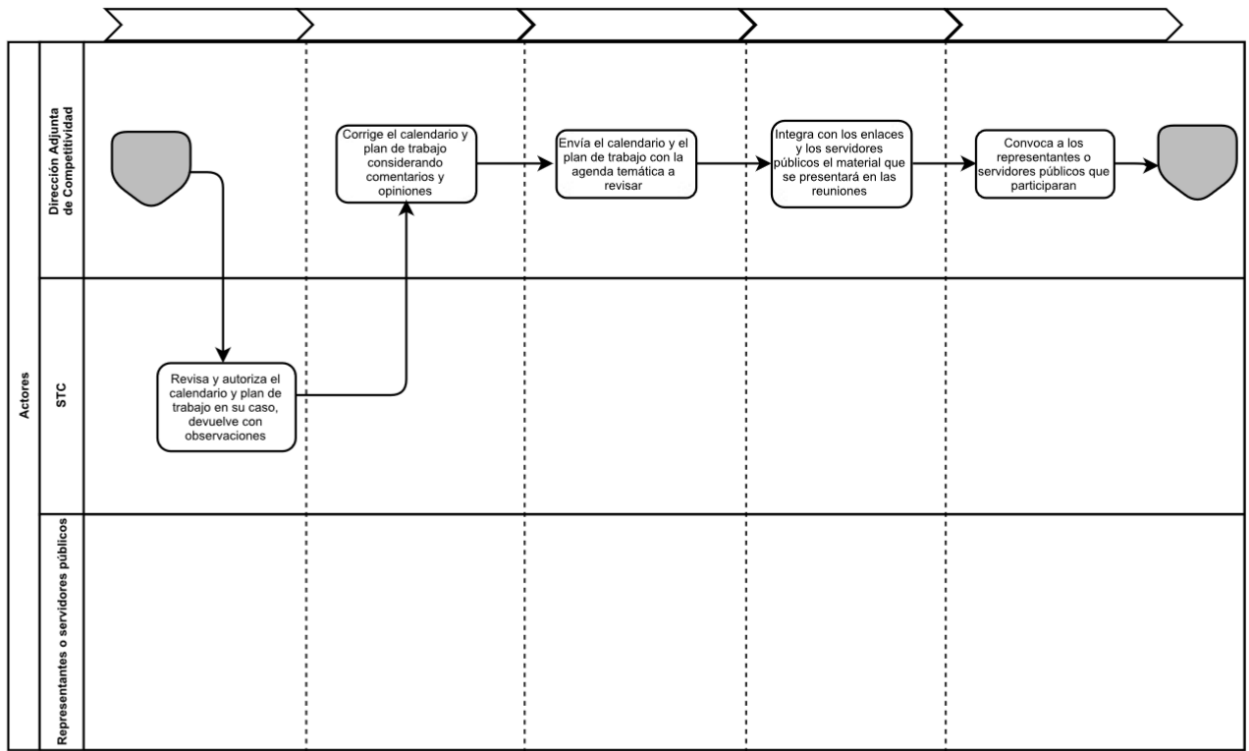 Actores
Dirección Adjunta
de Competitividad
Corrige el calendario y
plan de trabajo
considerando
comentarios y
opiniones
Envía el calendario y el
plan de trabajo con la
agenda temática a
revisar
Integra con los enlaces
y los servidores
públicos el material que
se presentará en las
reuniones
Convoca a los
representantes o
servidores públicos que
participaran
STC
Revisa y autoriza el
calendario y plan de
trabajo en su caso,
devuelve con
observaciones
Representantes o servidores públicos